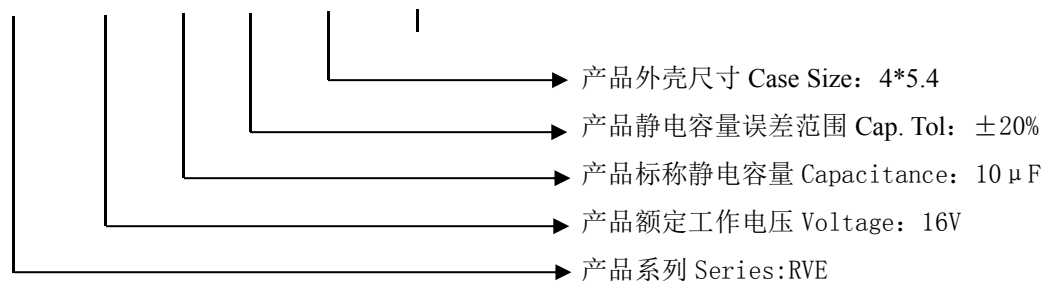 产品外壳尺寸 Case Size：4*5.4
产品静电容量误差范围 Cap. Tol：±20%
产品标称静电容量 Capacitance：10μF
产品额定工作电压 Voltage：16V
产品系列 Series:RVE